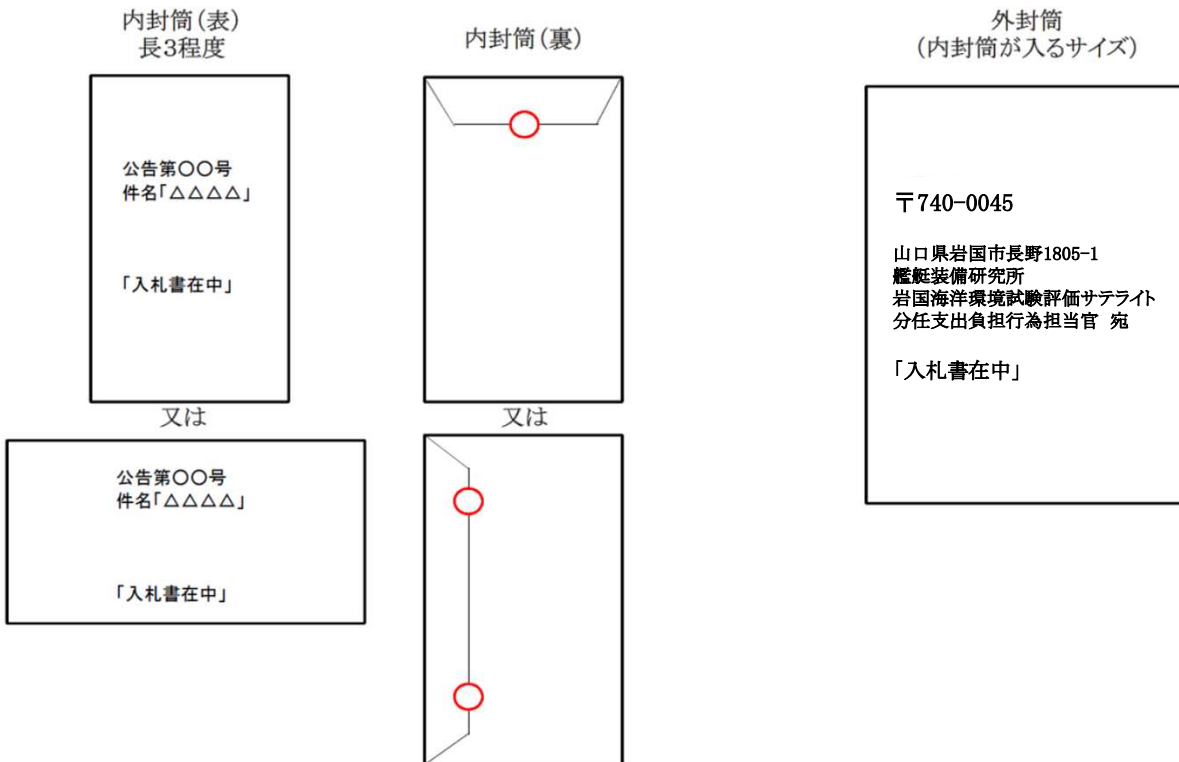 内封筒(表)
長3程度
公告第〇〇号
件名「△△△△」
「入札書在中」
又は
公告第〇〇号
件名「△△△△」
「入札書在中」
内封筒(裏)
又は
外封筒
(内封筒が入るサイズ)
〒740-0045
山口県岩国市長野1805-1
艦艇装備研究所
岩国海洋環境試験評価サテライト
分任支出負担行為担当官 宛
「入札書在中」